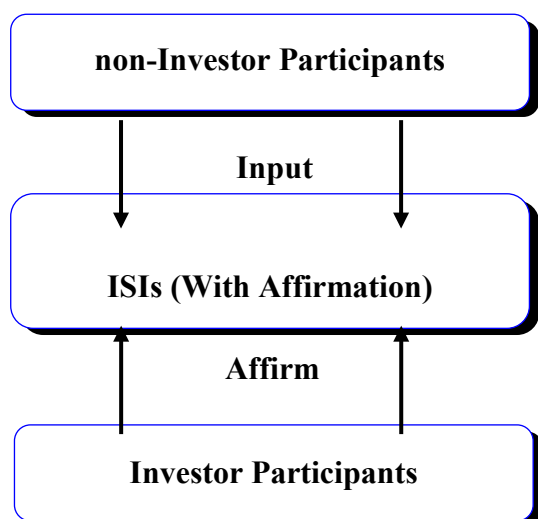 non-Investor Participants
Input
ISIs (With Affirmation)
Affirm
Investor Participants